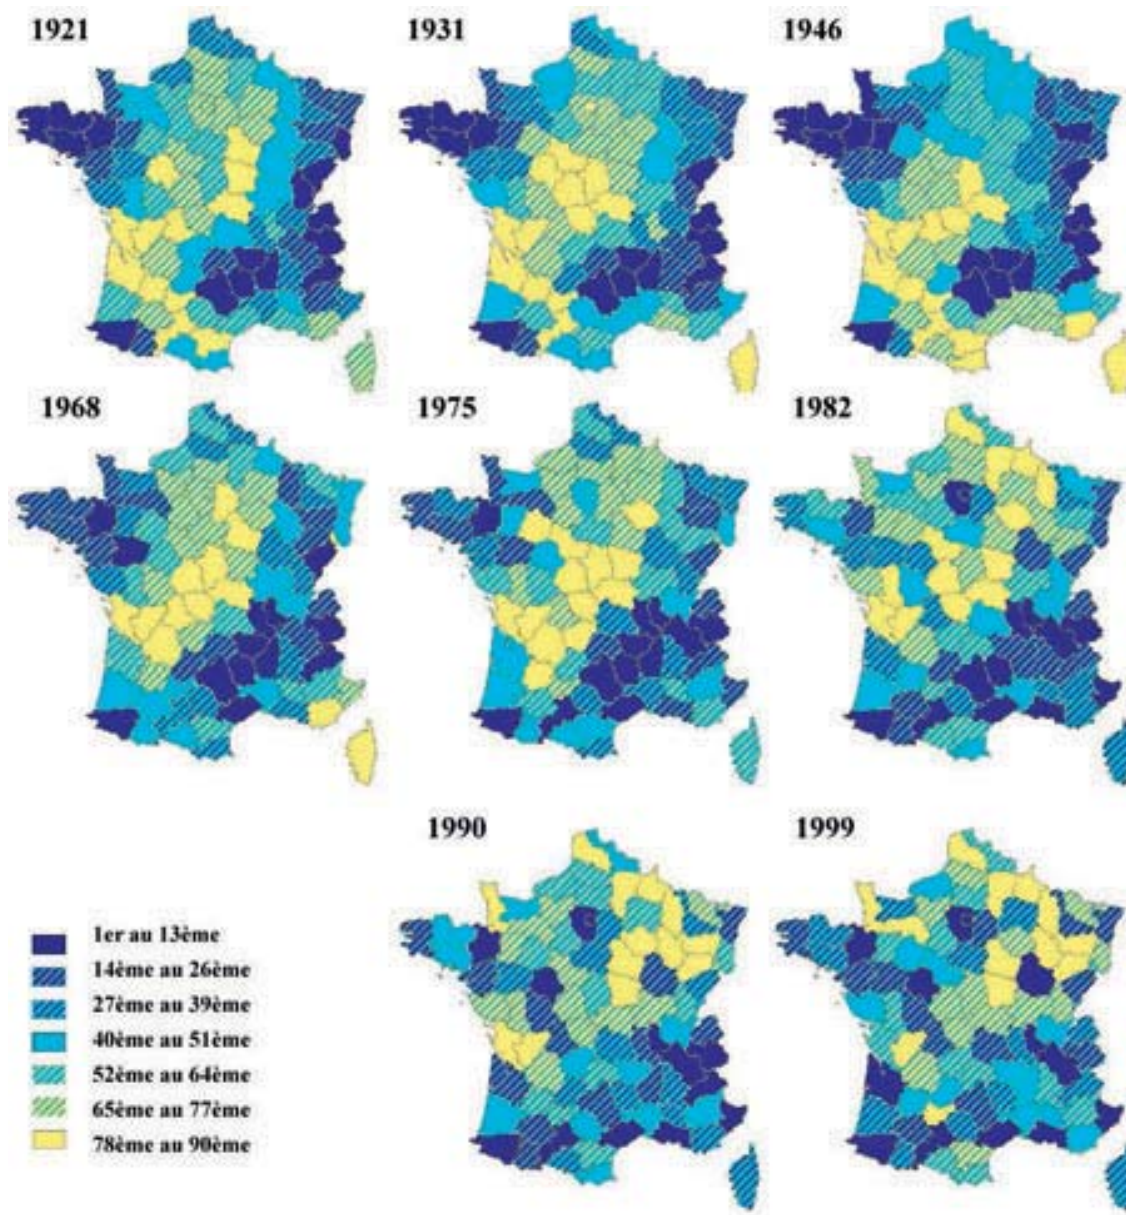 1921
1931
1946
1968
1975
1982
1990
1999
1er au 13ème
14ème au 26ème
27ème au 39ème
40ème au 51ème
52ème au 64ème
65ème au 77ème
78ème au 90ème